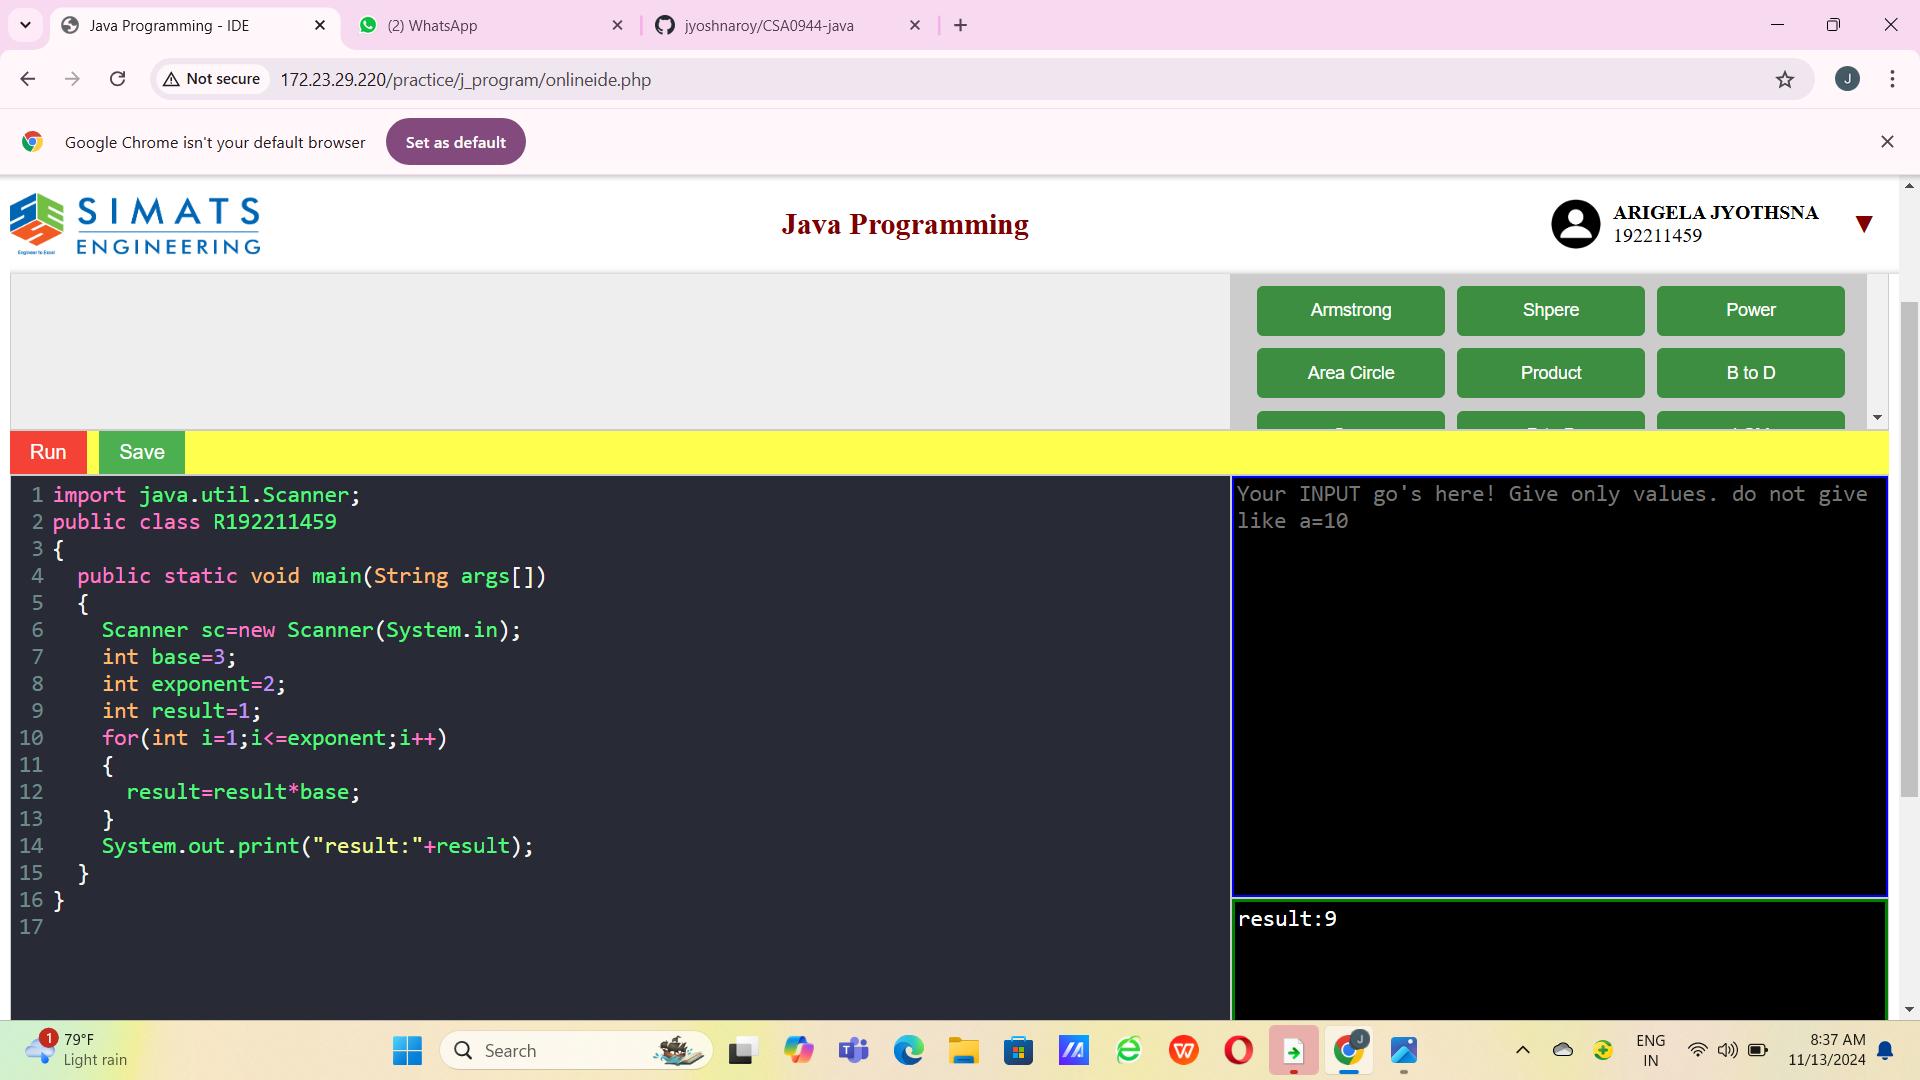 Java Programming - IDE
(2) WhatsApp
jyoshnaroy/CSA0944-java
Not secure
172.23.29.220/practice/j_program/onlineide.php
J
Google Chrome isn't your default browser
Set as default
SIMATS
ENGINEERING
Engineer to Excel
Java Programming
ARIGELA JYOTHSNA
192211459
Armstrong
Shpere
Power
Area Circle
Product
B to D
Run
Save
1 import java.util.Scanner;
2 public class R192211459
3 {
4 public static void main(String args[])
5 {
6 Scanner sc=new Scanner(System.in);
7 int base=3;
8 int exponent=2;
9 int result=1;
10 for(int i=1;i<=exponent;i++)
11 {
12 result=result*base;
13 }
14 System.out.print("result:"+result);
15 }
16 }
17
Your INPUT go's here! Give only values. do not give
like a=10
result:9
1
79°F
Light rain
Search
J
ENG
IN
8:37 AM
11/13/2024